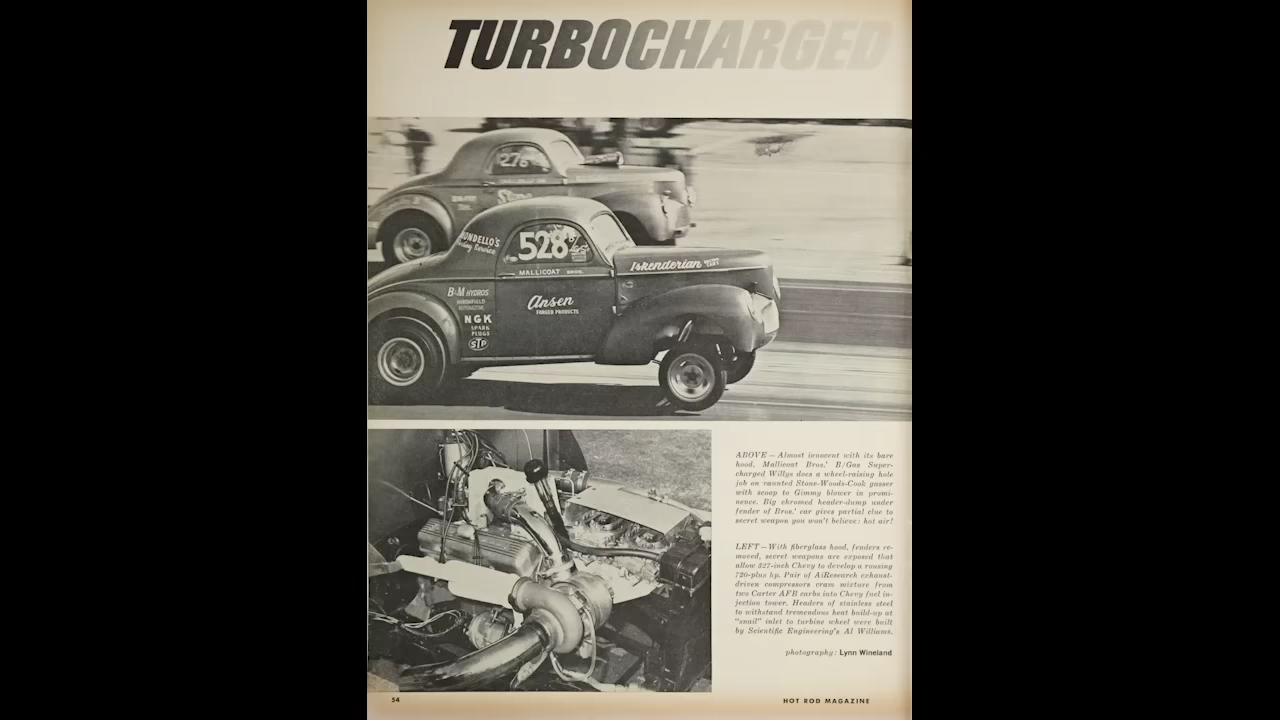 TURBOCHARGED
276
528
MONDELLO'S
MALLICOAT BROS.
Iskenderian RACING CAMS
B&M HYDROS
Ansen
FORGED PRODUCTS
NGK
SPARK
PLUGS
STP
ABOVE — Almost innocent with its bare
hood, Mallicoat Bros.' B/Gas Super-
charged Willys does a wheel-raising hole
job on vaunted Stone-Woods-Cook gasser
with scoop to Gimmy blower in promi-
nence. Big chromed header-dump under
fender of Bros.' car gives partial clue to
secret weapon you won't believe: hot air!
LEFT — With fiberglass hood, fenders re-
moved, secret weapons are exposed that
allow 327-inch Chevy to develop a rousing
720-plus hp. Pair of AiResearch exhaust-
driven compressors cram mixture from
two Carter AFB carbs into Chevy fuel in-
jection tower. Headers of stainless steel
to withstand tremendous heat build-up at
"snail" inlet to turbine wheel were built
by Scientific Engineering's Al Williams.
photography: Lynn Wineland
54
HOT ROD MAGAZINE